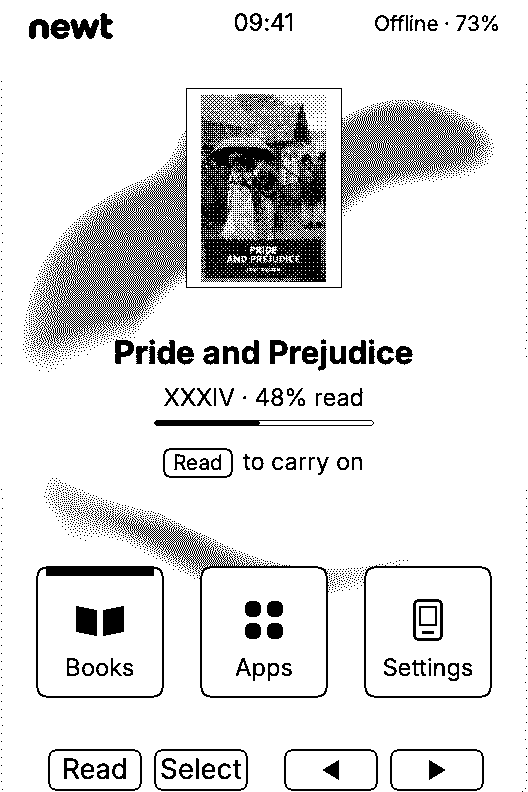 newt 09:41 Offline · 73%
PRIDE
AND PREJUDICE
Pride and Prejudice
XXXIV · 48% read
Read to carry on
Books Apps Settings
Read Select